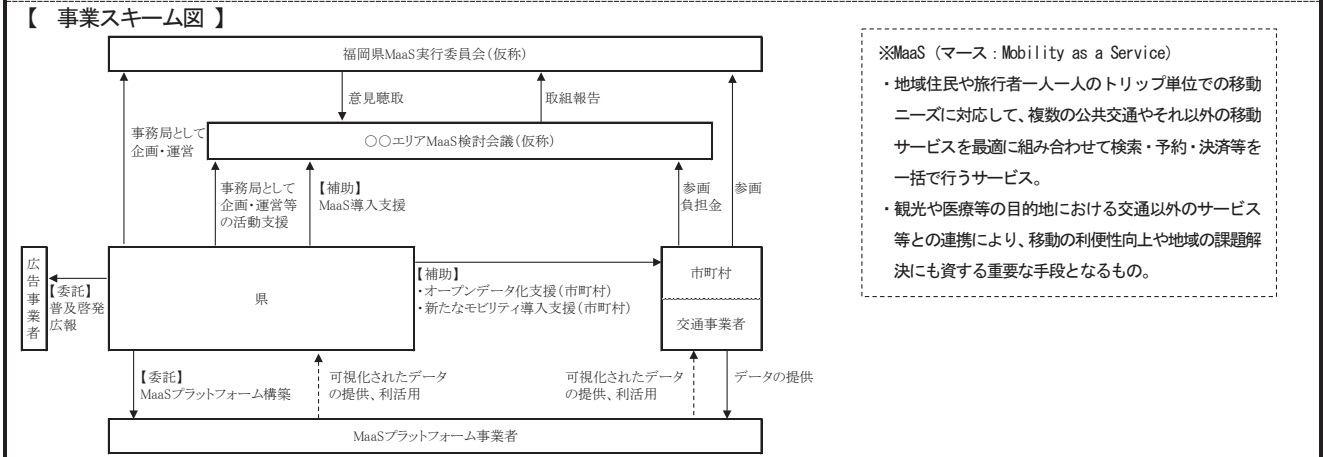 【 事業スキーム図 】
福岡県MaaS実行委員会(仮称)
意見聴取
取組報告
事務局として
企画・運営
○○エリアMaaS検討会議(仮称)
事務局として
企画・運営等
の活動支援
【補助】
MaaS導入支援
参画
負担金
参画
広告事業者
【委託】
普及啓発
広報
県
【補助】
・オープンデータ化支援(市町村)
・新たなモビリティ導入支援(市町村)
市町村
交通事業者
【委託】
MaaSプラットフォーム構築
可視化されたデータ
の提供、利活用
可視化されたデータ
の提供、利活用
データの提供
MaaSプラットフォーム事業者
※MaaS（マース：Mobility as a Service）
・地域住民や旅行者一人一人のトリップ単位での移動
ニーズに対応して、複数の公共交通やそれ以外の移動
サービスを最適に組み合わせて検索・予約・決済等を
一括で行うサービス。
・観光や医療等の目的地における交通以外のサービス
等との連携により、移動の利便性向上や地域の課題解
決にも資する重要な手段となるもの。